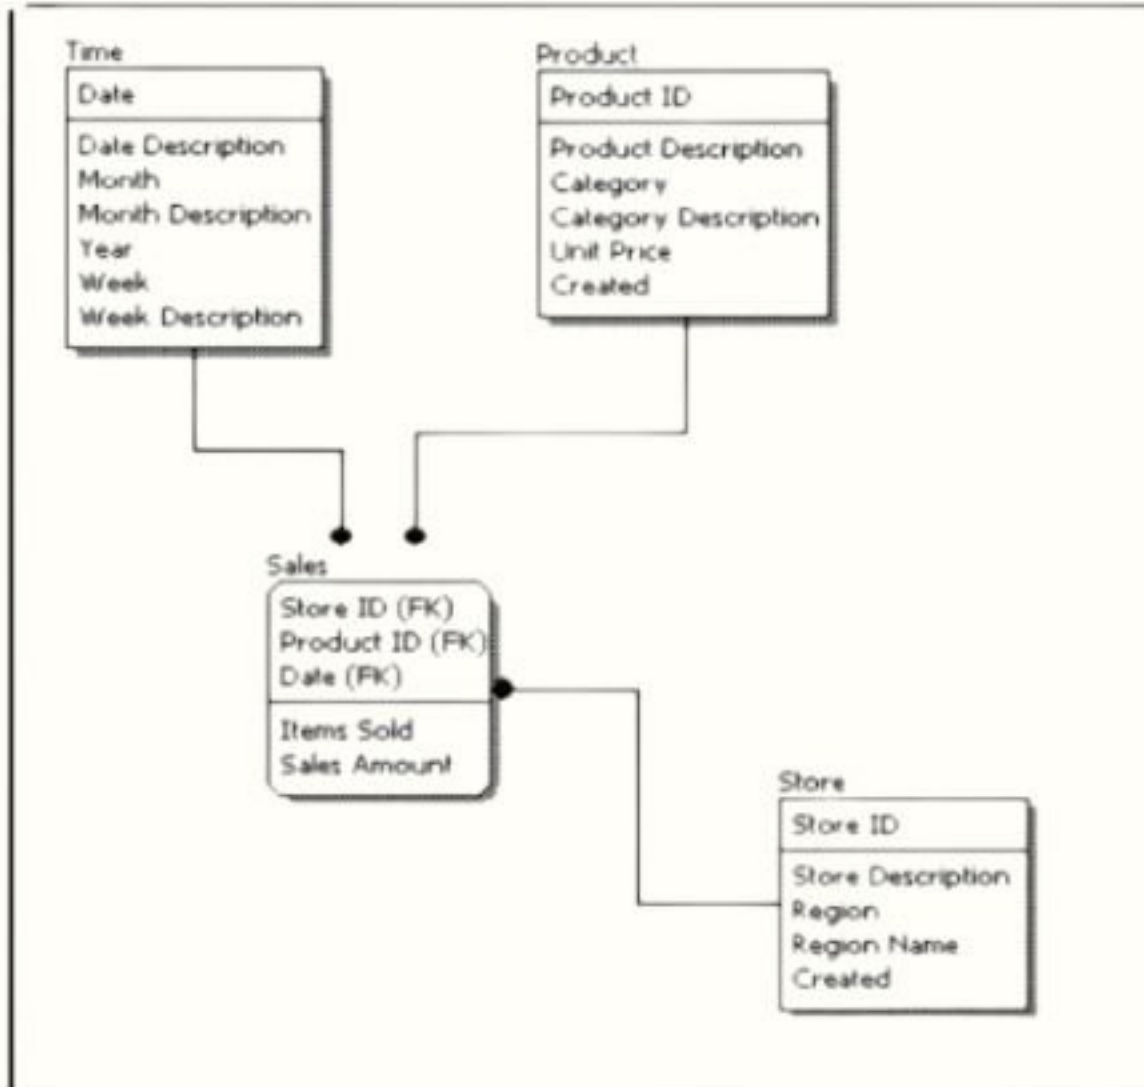 Time
Date
Date Description
Month
Month Description
Year
Week
Week Description
Product
Product ID
Product Description
Category
Category Description
Unit Price
Created
Sales
Store ID (FK)
Product ID (FK)
Date (FK)
Items Sold
Sales Amount
Store
Store ID
Store Description
Region
Region Name
Created